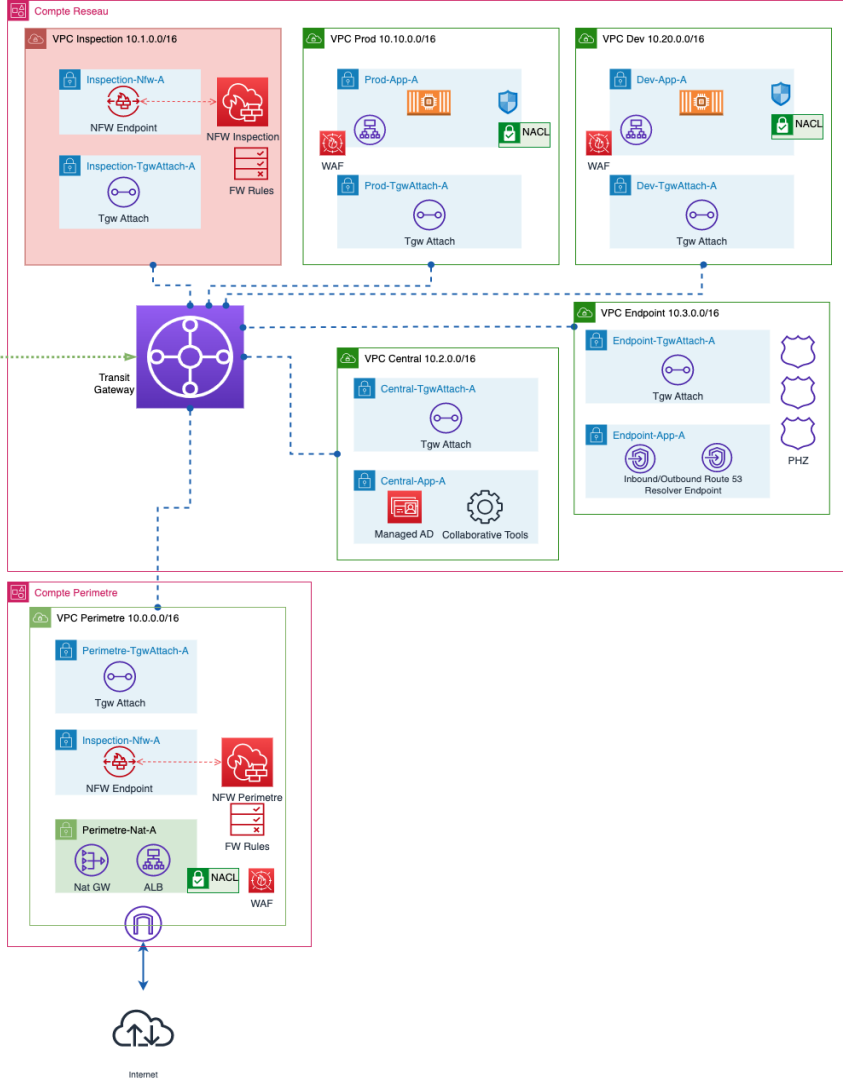 Compte Reseau
VPC Inspection 10.1.0.0/16
Inspection-Nfw-A
NFW Endpoint
NFW Inspection
FW Rules
Inspection-TgwAttach-A
Tgw Attach
VPC Prod 10.10.0.0/16
Prod-App-A
NACL
WAF
Prod-TgwAttach-A
Tgw Attach
VPC Dev 10.20.0.0/16
Dev-App-A
NACL
WAF
Dev-TgwAttach-A
Tgw Attach
Transit
Gateway
VPC Central 10.2.0.0/16
Central-TgwAttach-A
Tgw Attach
Central-App-A
Managed AD
Collaborative Tools
VPC Endpoint 10.3.0.0/16
Endpoint-TgwAttach-A
Tgw Attach
Endpoint-App-A
Inbound/Outbound Route 53
Resolver Endpoint
PHZ
Compte Perimetre
VPC Perimetre 10.0.0.0/16
Perimetre-TgwAttach-A
Tgw Attach
Inspection-Nfw-A
NFW Endpoint
NFW Perimetre
FW Rules
Perimetre-Nat-A
Nat GW
ALB
NACL
WAF
Internet